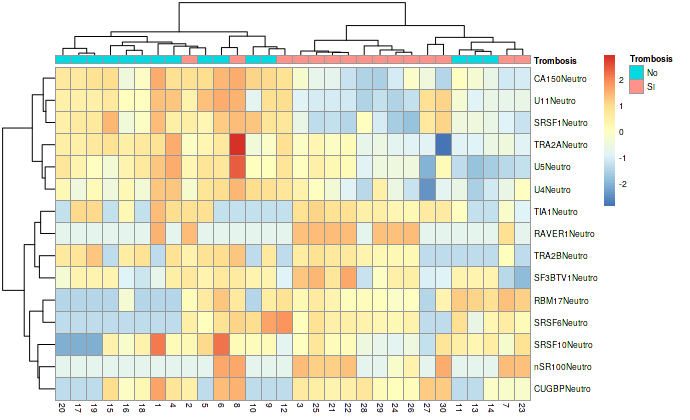 Trombosis
Trombosis
No
SI
2
1
0
-1
-2
CA150Neutro
U11Neutro
SRSF1Neutro
TRA2ANeutro
U5Neutro
U4Neutro
TIA1Neutro
RAVER1Neutro
TRA2BNeutro
SF3BTV1Neutro
RBM17Neutro
SRSF6Neutro
SRSF10Neutro
nSR100Neutro
CUGBPNeutro
20 17 19 15 16 18 1 4 2 5 6 8 10 9 12 3 25 21 22 28 29 24 26 27 30 11 13 14 7 23